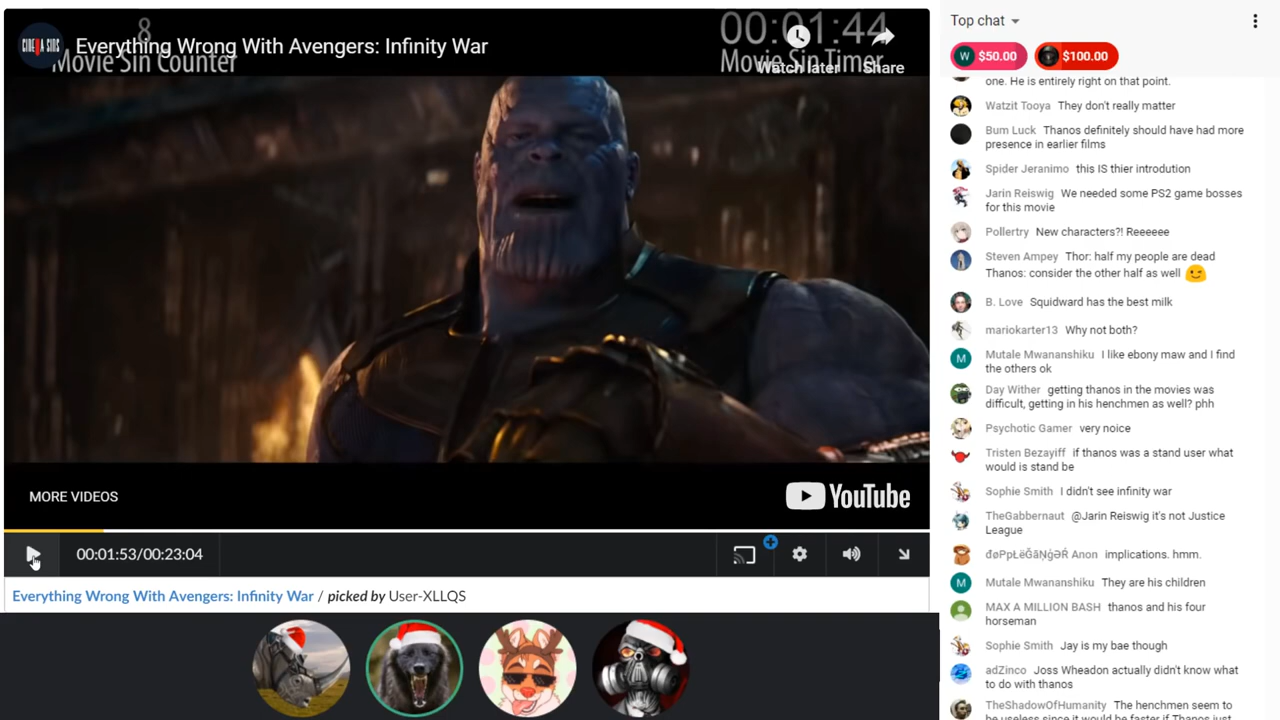 8
00:01:44
CINEMA SINS
Everything Wrong With Avengers: Infinity War
Movie Sin Counter
Movie Sin Timer
Watch later
Share
MORE VIDEOS
YouTube
00:01:53/00:23:04
Everything Wrong With Avengers: Infinity War / picked by User-XLLQS
Top chat
W $50.00
$100.00
one. He is entirely right on that point.
Watzit Tooya They don't really matter
Bum Luck Thanos definitely should have had more
presence in earlier films
Spider Jeranimo this IS thier introdution
Jarin Reiswig We needed some PS2 game bosses
for this movie
Pollertry New characters?! Reeeeee
Steven Ampey Thor: half my people are dead
Thanos: consider the other half as well 😉
B. Love Squidward has the best milk
mariokarter13 Why not both?
M Mutale Mwananshiku I like ebony maw and I find
the others ok
Day Wither getting thanos in the movies was
difficult, getting in his henchmen as well? phh
Psychotic Gamer very noice
Tristen Bezayiff if thanos was a stand user what
would is stand be
Sophie Smith I didn't see infinity war
TheGabbernaut @Jarin Reiswig it's not Justice
League
Anon implications. hmm.
M Mutale Mwananshiku They are his children
MAX A MILLION BASH thanos and his four
horseman
Sophie Smith Jay is my bae though
adZinco Joss Wheadon actually didn't know what
to do with thanos
TheShadowOfHumanity The henchmen seem to
be useless since it would be faster if Thanos just